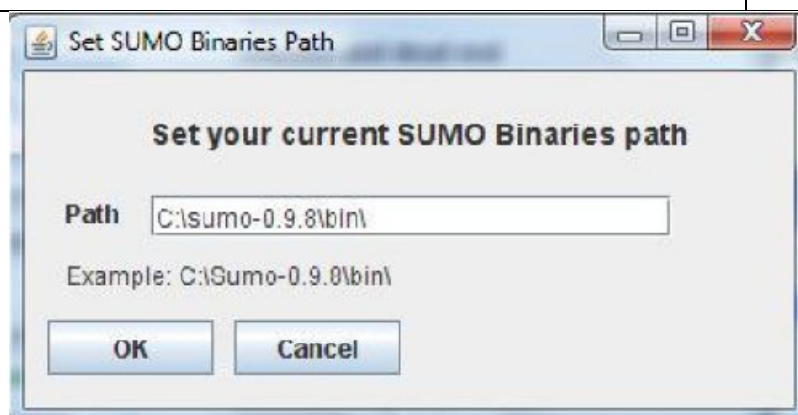 Set SUMO Binaries Path
Set your current SUMO Binaries path
Path C:\sumo-0.9.8\bin\
Example: C:\Sumo-0.9.8\bin\
OK Cancel